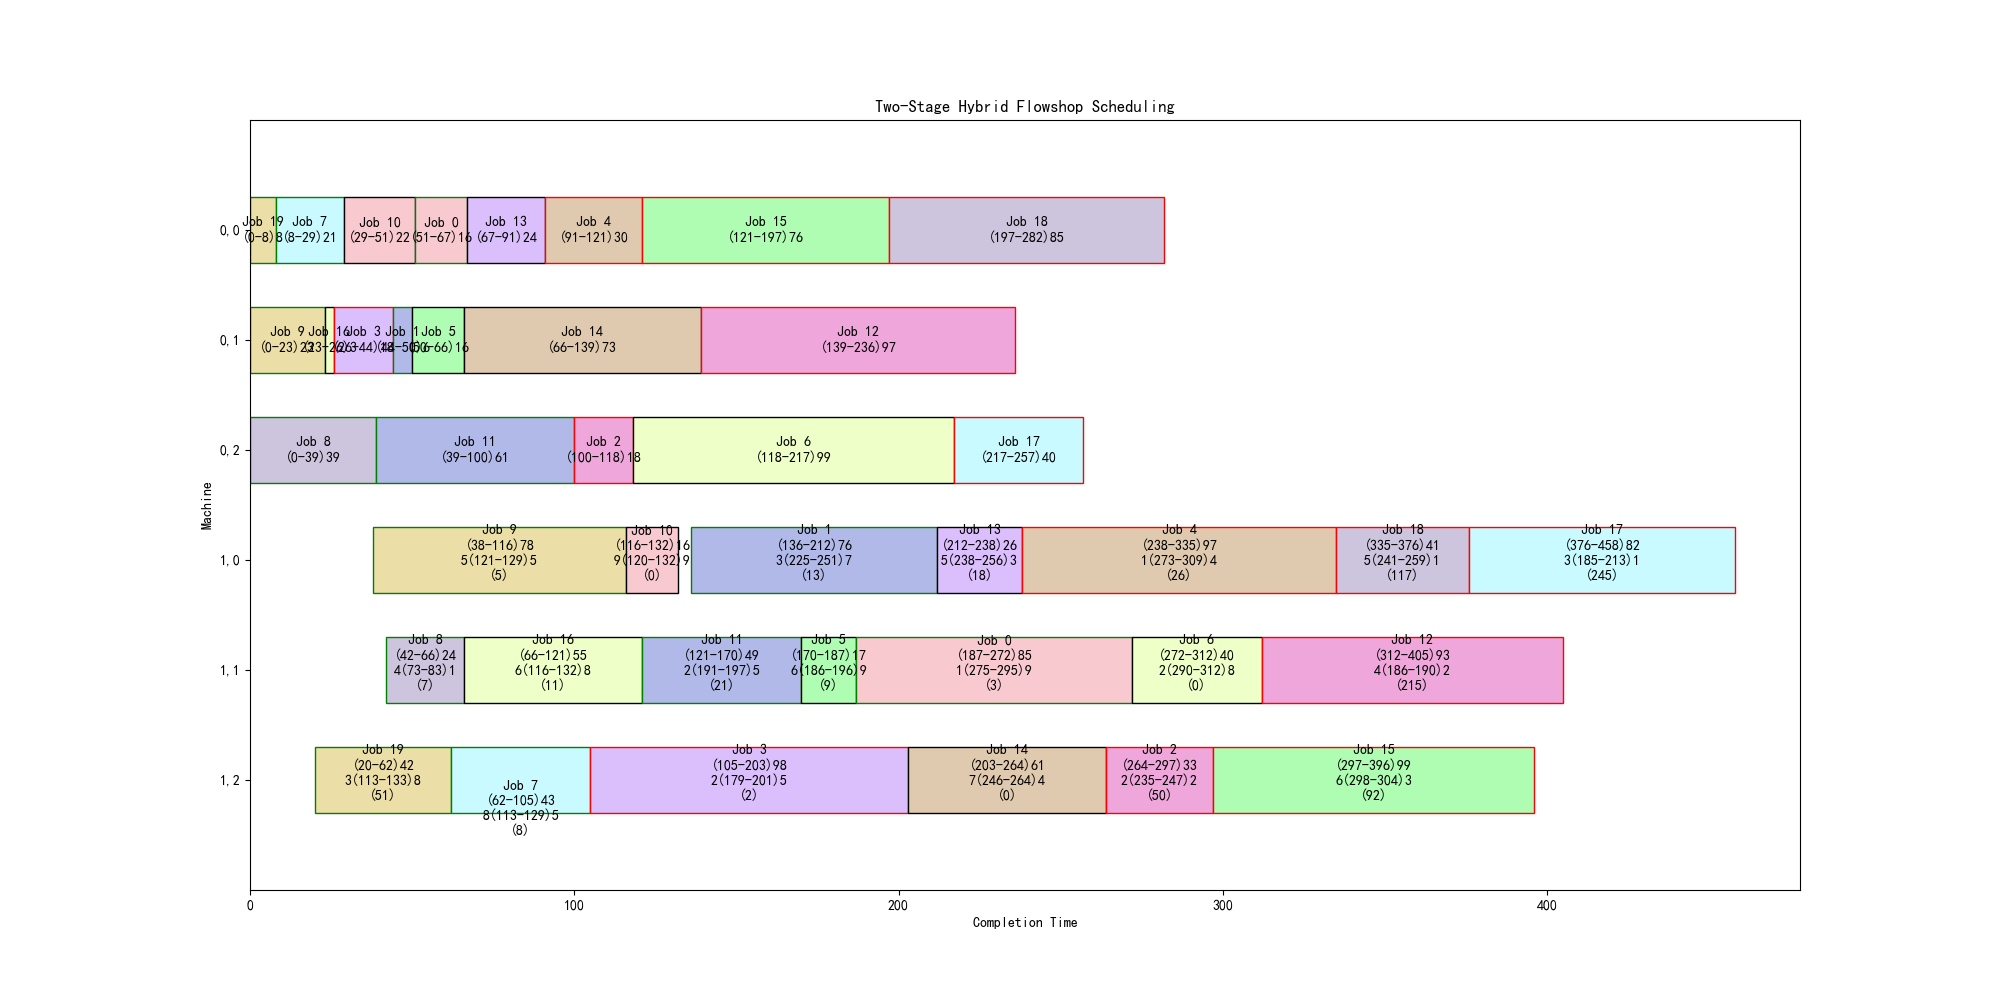 Two-Stage Hybrid Flowshop Scheduling
Machine
0,0
Job 19
(0-8)8
Job 7
(8-29)21
Job 10
(29-51)22
Job 0
(51-67)16
Job 13
(67-91)24
Job 4
(91-121)30
Job 15
(121-197)76
Job 18
(197-282)85
0,1
Job 9
(0-23)23
Job 16
Job 3
(26-44)18
Job 1
(44-50)6
Job 5
(50-66)16
Job 14
(66-139)73
Job 12
(139-236)97
0,2
Job 8
(0-39)39
Job 11
(39-100)61
Job 2
(100-118)18
Job 6
(118-217)99
Job 17
(217-257)40
1,0
Job 9
(38-116)78
5(121-129)5
(5)
Job 10
(116-132)16
9(120-132)9
(0)
Job 1
(136-212)76
3(225-251)7
(13)
Job 13
(212-238)26
5(238-256)3
(18)
Job 4
(238-335)97
1(273-309)4
(26)
Job 18
(335-376)41
5(241-259)1
(117)
Job 17
(376-458)82
3(185-213)1
(245)
1,1
Job 8
(42-66)24
4(73-83)1
(7)
Job 16
(66-121)55
6(116-132)8
(11)
Job 11
(121-170)49
2(191-197)5
(21)
Job 5
(170-187)17
6(186-196)9
(9)
Job 0
(187-272)85
1(275-295)9
(3)
Job 6
(272-312)40
2(290-312)8
(0)
Job 12
(312-405)93
4(186-190)2
(215)
1,2
Job 19
(20-62)42
3(113-133)8
(51)
Job 7
(62-105)43
8(113-129)5
(8)
Job 3
(105-203)98
2(179-201)5
(2)
Job 14
(203-264)61
7(246-264)4
(0)
Job 2
(264-297)33
2(235-247)2
(50)
Job 15
(297-396)99
6(298-304)3
(92)
0
100
200
300
400
Completion Time